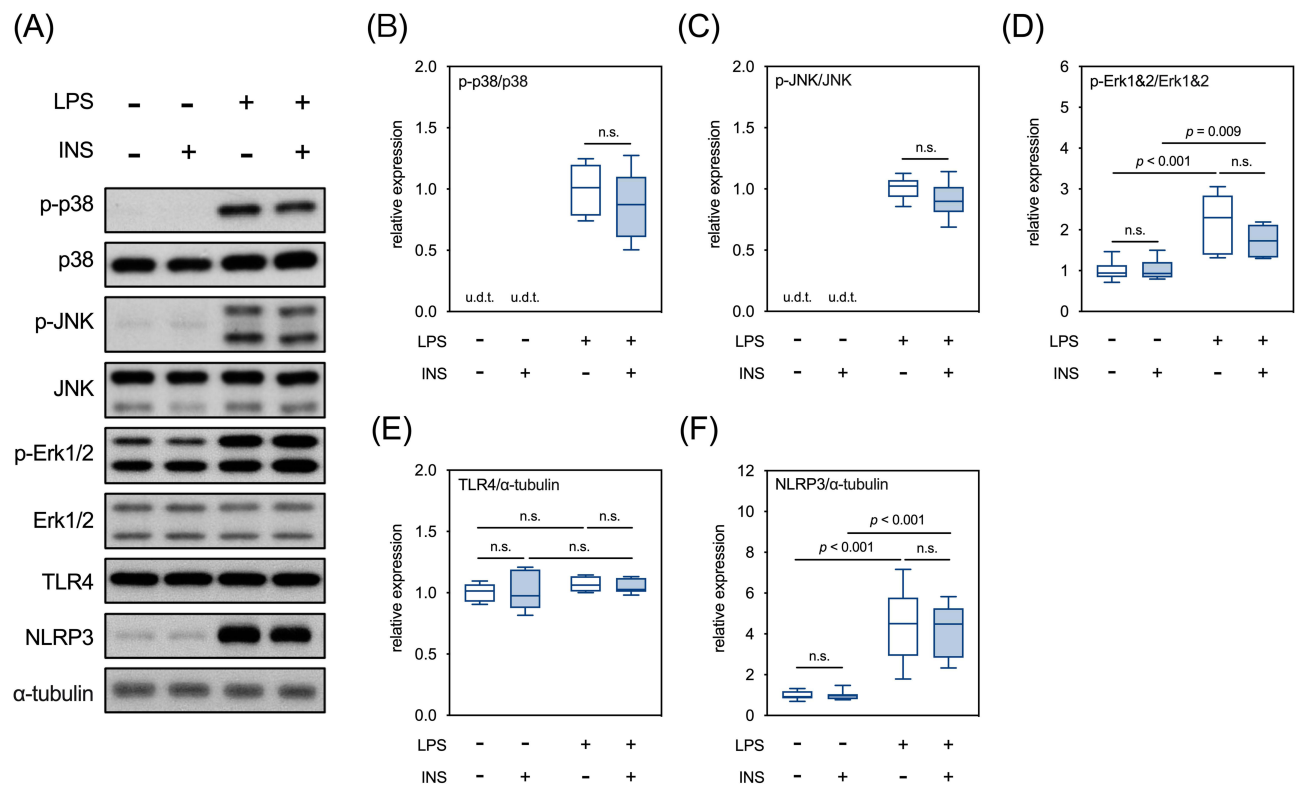 (A)
LPS - - + +
INS - + - +
p-p38
p38
p-JNK
JNK
p-Erk1/2
Erk1/2
TLR4
NLRP3
α-tubulin
(B)
2.0
1.5
1.0
0.5
0.0
relative expression
p-p38/p38
n.s.
u.d.t. u.d.t.
LPS - - + +
INS - + - +
(C)
2.0
1.5
1.0
0.5
0.0
relative expression
p-JNK/JNK
n.s.
u.d.t. u.d.t.
LPS - - + +
INS - + - +
(D)
6
5
4
3
2
1
0
relative expression
p-Erk1&2/Erk1&2
p = 0.009
p < 0.001 n.s.
n.s.
LPS - - + +
INS - + - +
(E)
2.0
1.5
1.0
0.5
0.0
relative expression
TLR4/α-tubulin
n.s. n.s.
n.s. n.s.
LPS - - + +
INS - + - +
(F)
12
10
8
6
4
2
0
relative expression
NLRP3/α-tubulin
p < 0.001
p < 0.001 n.s.
n.s.
LPS - - + +
INS - + - +